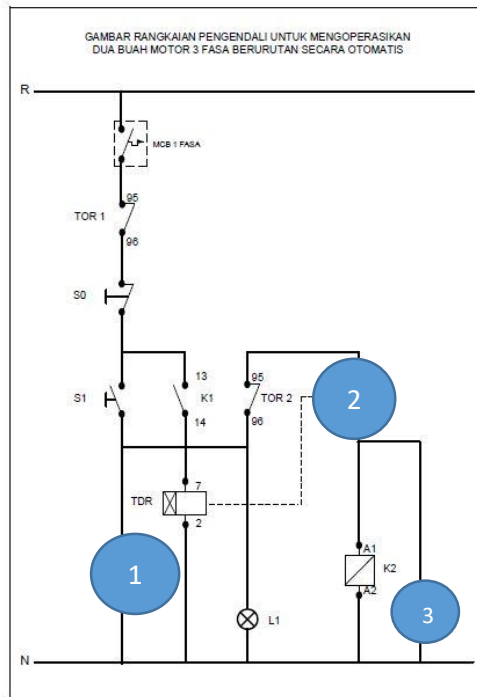 GAMBAR RANGKAIAN PENGENDALI UNTUK MENGOPERASIKAN
DUA BUAH MOTOR 3 FASA BERURUTAN SECARA OTOMATIS
R
MCB 1 FASA
95
TOR 1
96
S0
13
95
S1
K1
TOR 2
2
14
96
7
TDR
2
A1
1
K2
A2
3
L1
N